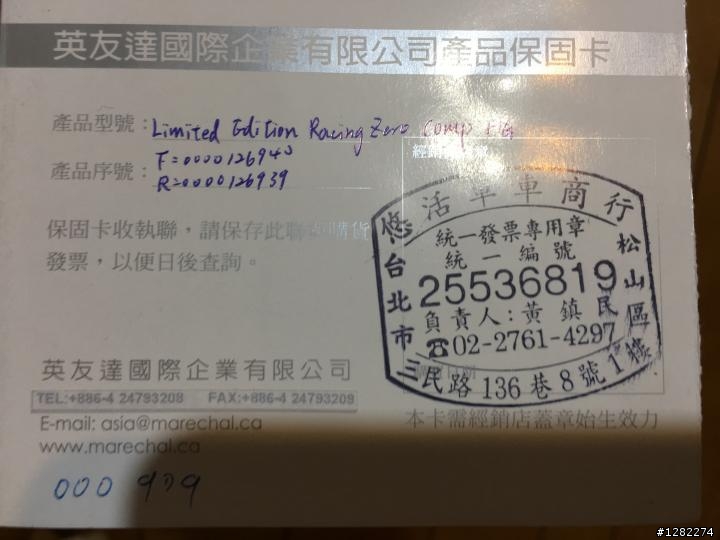 英友達國際企業有限公司產品保固卡
產品型號：Limited Edition Racing Zero Comp
產品序號：F=0000126940
R=0000126939
保固卡收執聯，請保存此聯
發票，以便日後查詢。
悠活單車商行
統一發票專用章
統一編號
25536819
負責人：黃鎮民
☎02-2761-4297
台北市松山區
三民路136巷8號1樓
英友達國際企業有限公司
TEL:+886-4 24793208 FAX:+886-4 24793209
E-mail: asia@marechal.ca
www.marechal.ca
本卡需經銷店蓋章始生效力
000 939
#1282274